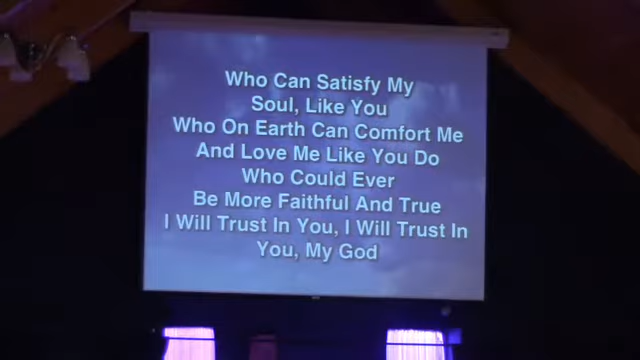 Who Can Satisfy My
Soul, Like You
Who On Earth Can Comfort Me
And Love Me Like You Do
Who Could Ever
Be More Faithful And True
I Will Trust In You, I Will Trust In
You, My God